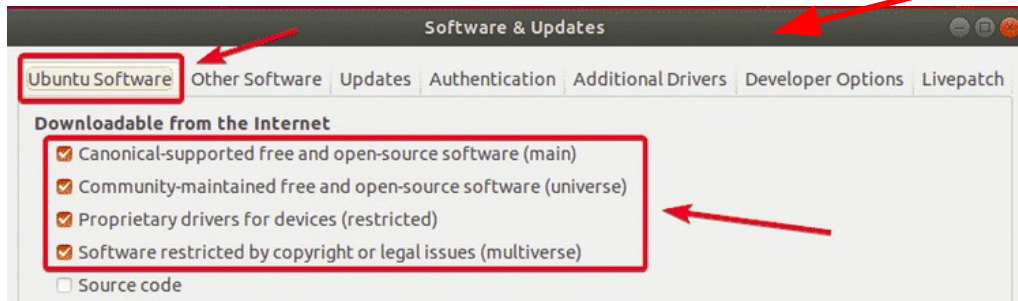 Software & Updates
Ubuntu Software Other Software Updates Authentication Additional Drivers Developer Options Livepatch
Downloadable from the Internet
Canonical-supported free and open-source software (main)
Community-maintained free and open-source software (universe)
Proprietary drivers for devices (restricted)
Software restricted by copyright or legal issues (multiverse)
Source code